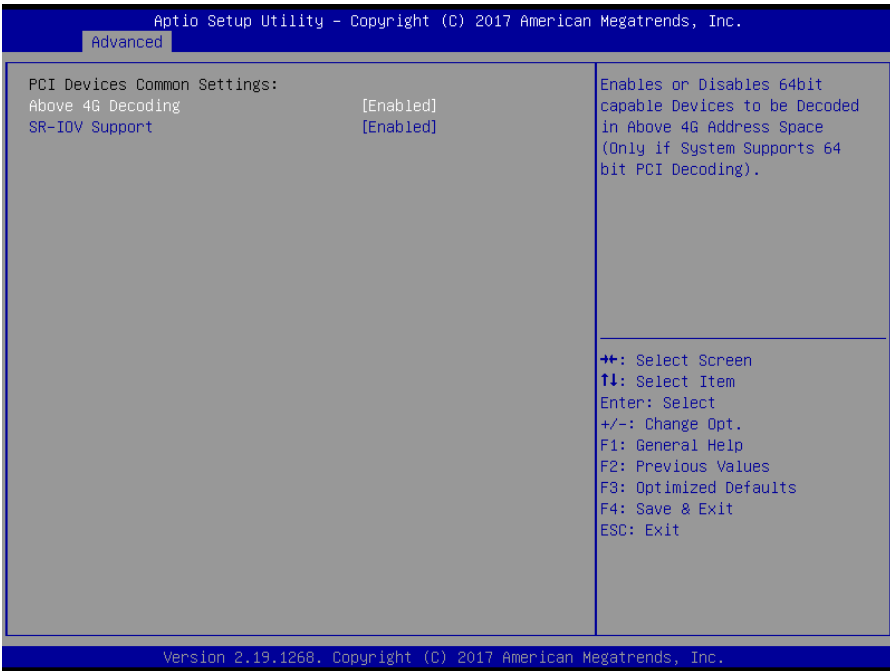 Aptio Setup Utility – Copyright (C) 2017 American Megatrends, Inc.
Advanced
PCI Devices Common Settings:
Above 4G Decoding [Enabled]
SR-IOV Support [Enabled]
Enables or Disables 64bit
capable Devices to be Decoded
in Above 4G Address Space
(Only if System Supports 64
bit PCI Decoding).
→←: Select Screen
↑↓: Select Item
Enter: Select
+/-: Change Opt.
F1: General Help
F2: Previous Values
F3: Optimized Defaults
F4: Save & Exit
ESC: Exit
Version 2.19.1268. Copyright (C) 2017 American Megatrends, Inc.